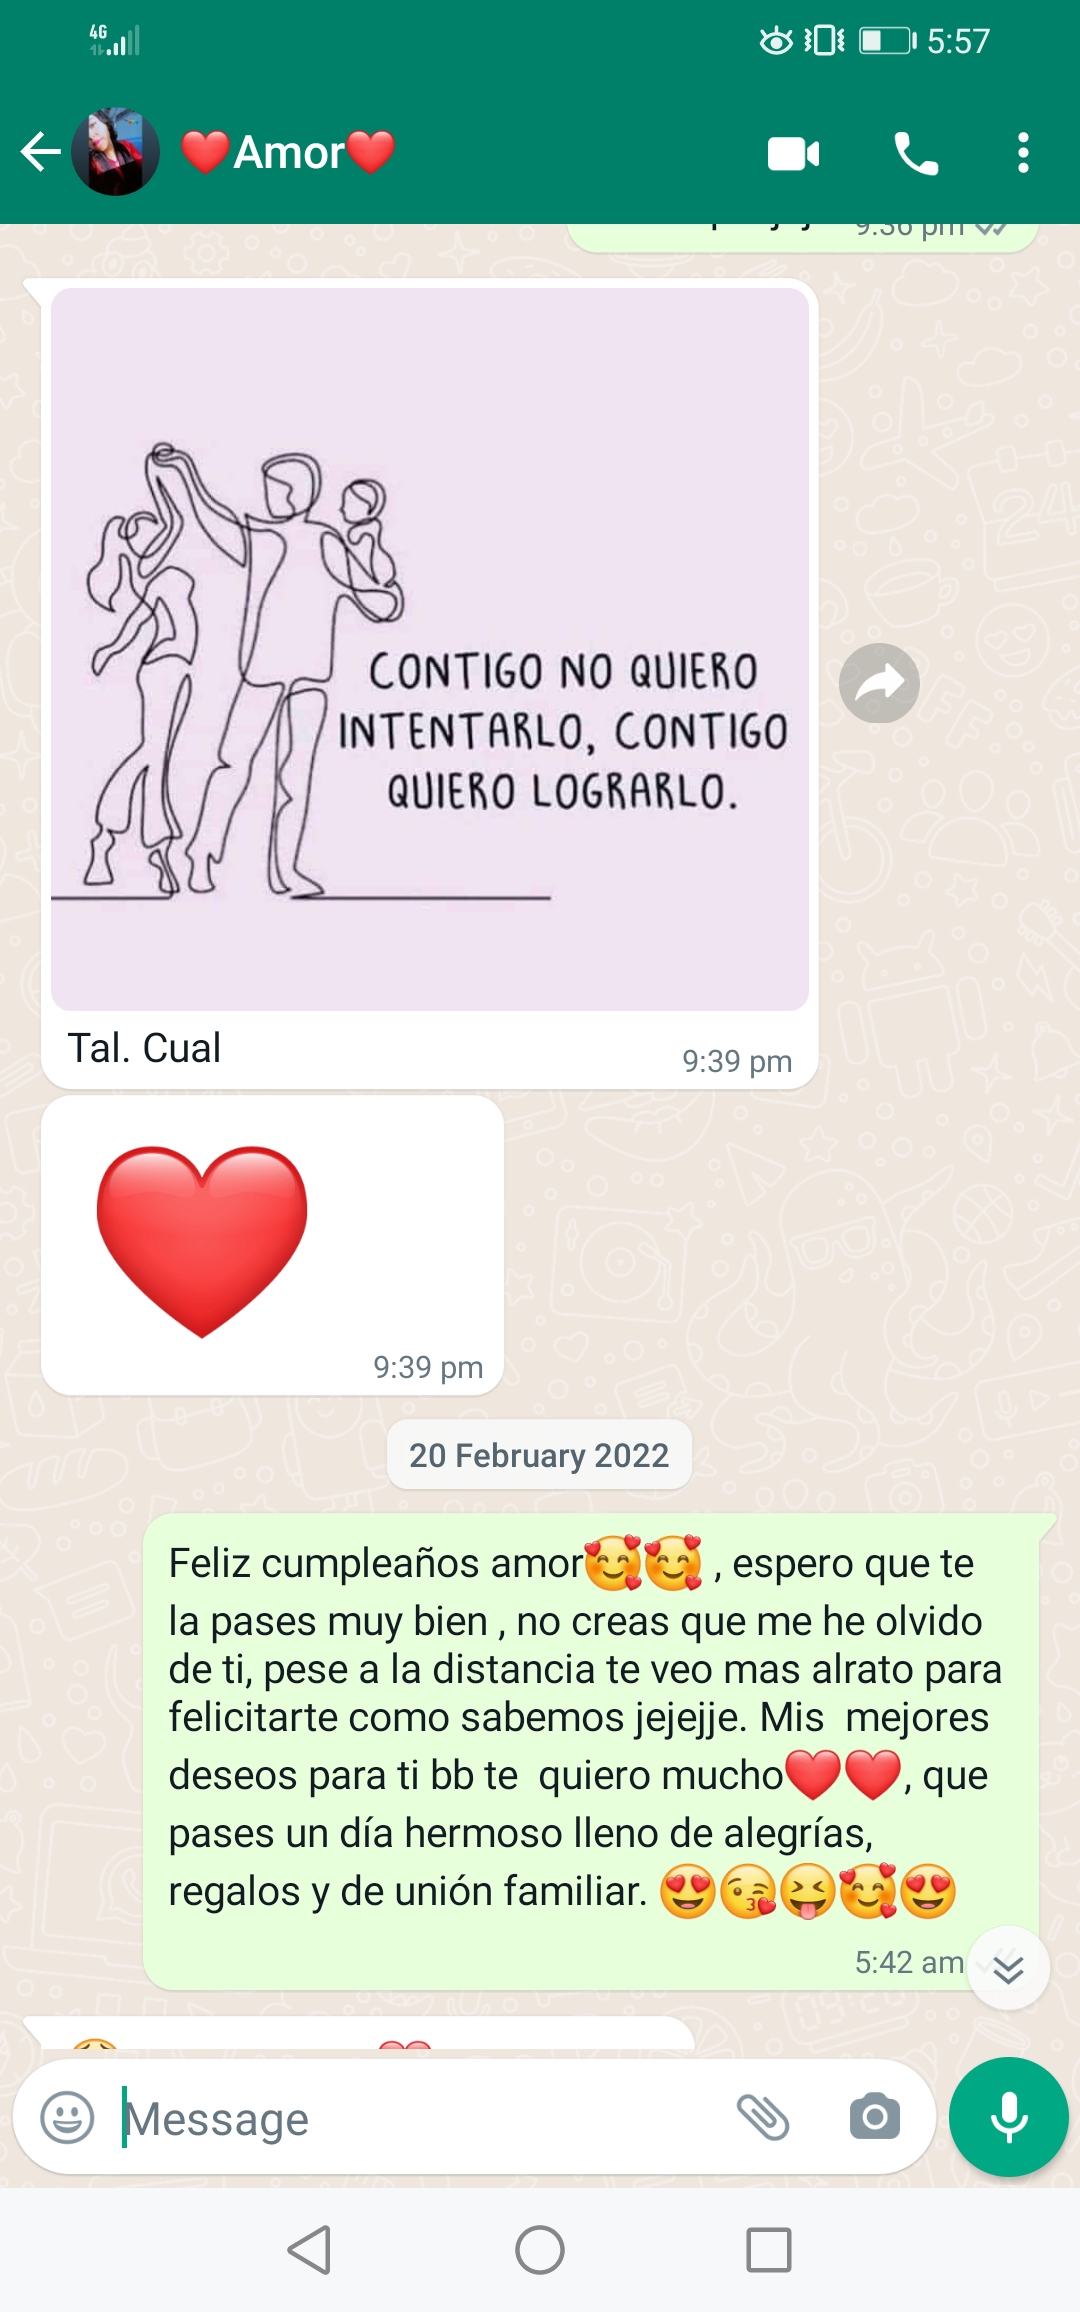 4G
5:57
❤️Amor❤️
9:36 pm
CONTIGO NO QUIERO
INTENTARLO, CONTIGO
QUIERO LOGRARLO.
Tal. Cual
9:39 pm
❤️
9:39 pm
20 February 2022
Feliz cumpleaños amor🥰🥰 , espero que te
la pases muy bien , no creas que me he olvido
de ti, pese a la distancia te veo mas alrato para
felicitarte como sabemos jejejje. Mis  mejores
deseos para ti bb te  quiero mucho❤️❤️, que
pases un día hermoso lleno de alegrías,
regalos y de unión familiar. 😍😘😝🥰😍
5:42 am
Message